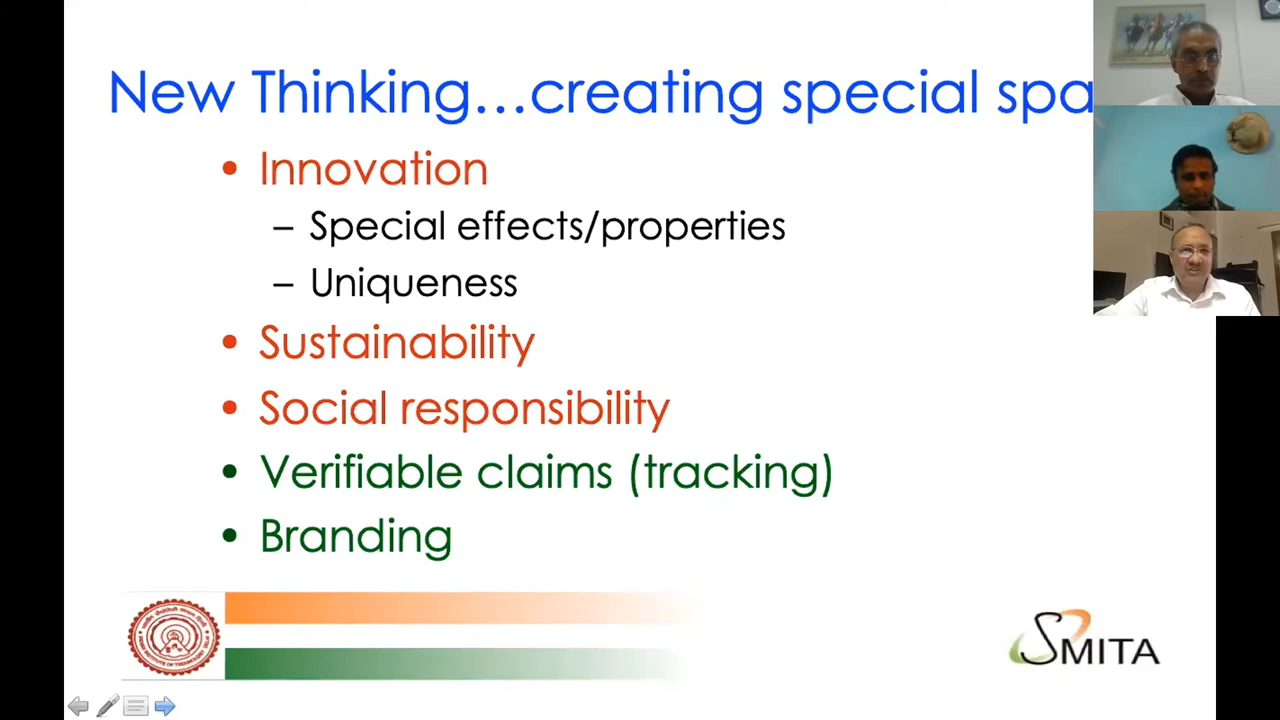 New Thinking…creating special spa
• Innovation
– Special effects/properties
– Uniqueness
• Sustainability
• Social responsibility
• Verifiable claims (tracking)
• Branding
SMITA